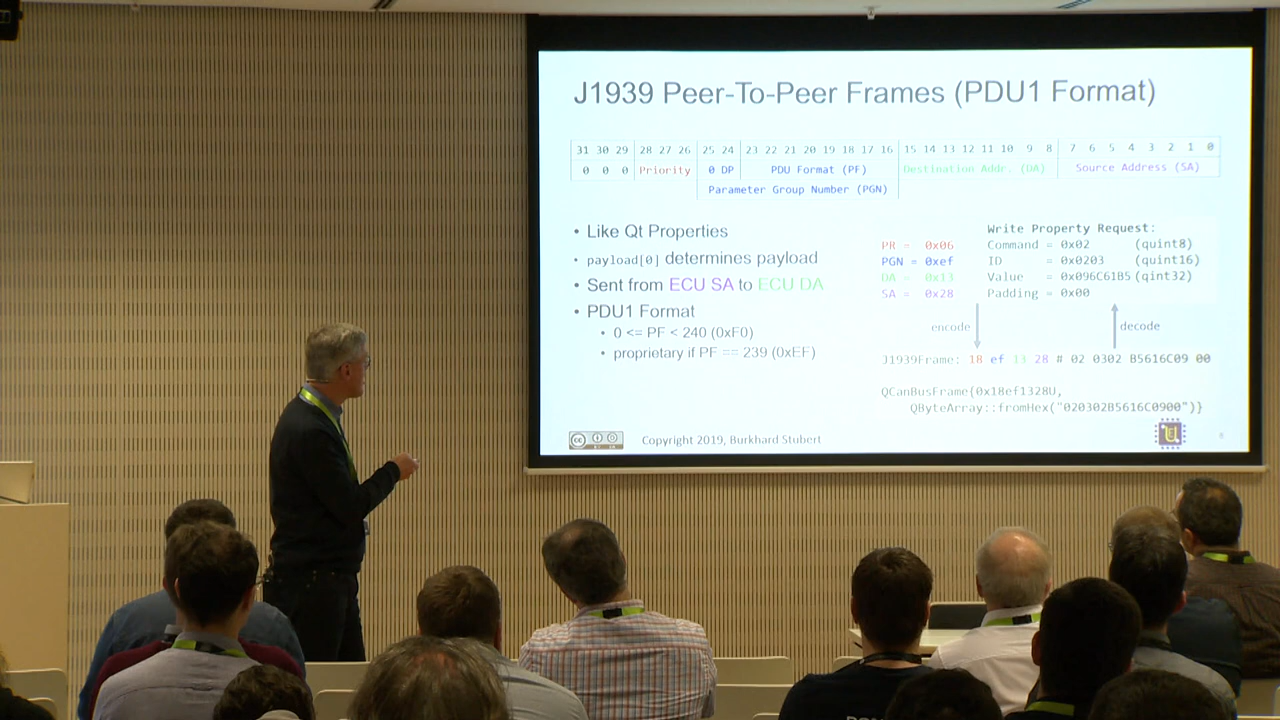 J1939 Peer-To-Peer Frames (PDU1 Format)
31 30 29 28 27 26 25 24 23 22 21 20 19 18 17 16 15 14 13 12 11 10 9 8 7 6 5 4 3 2 1 0
0 0 0 Priority 0 DP PDU Format (PF) Destination Addr. (DA) Source Address (SA)
Parameter Group Number (PGN)
• Like Qt Properties
• payload[0] determines payload
• Sent from ECU SA to ECU DA
• PDU1 Format
• 0 <= PF < 240 (0xF0)
• proprietary if PF == 239 (0xEF)
Write Property Request:
PR = 0x06 Command = 0x02 (quint8)
PGN = 0xef ID = 0x0203 (quint16)
DA = 0x13 Value = 0x096C61B5 (qint32)
SA = 0x28 Padding = 0x00
encode decode
J1939Frame: 18 ef 13 28 # 02 0302 B5616C09 00
QCanBusFrame{0x18ef1328U,
QByteArray::fromHex("020302B5616C0900")}
cc
Copyright 2019, Burkhard Stubert